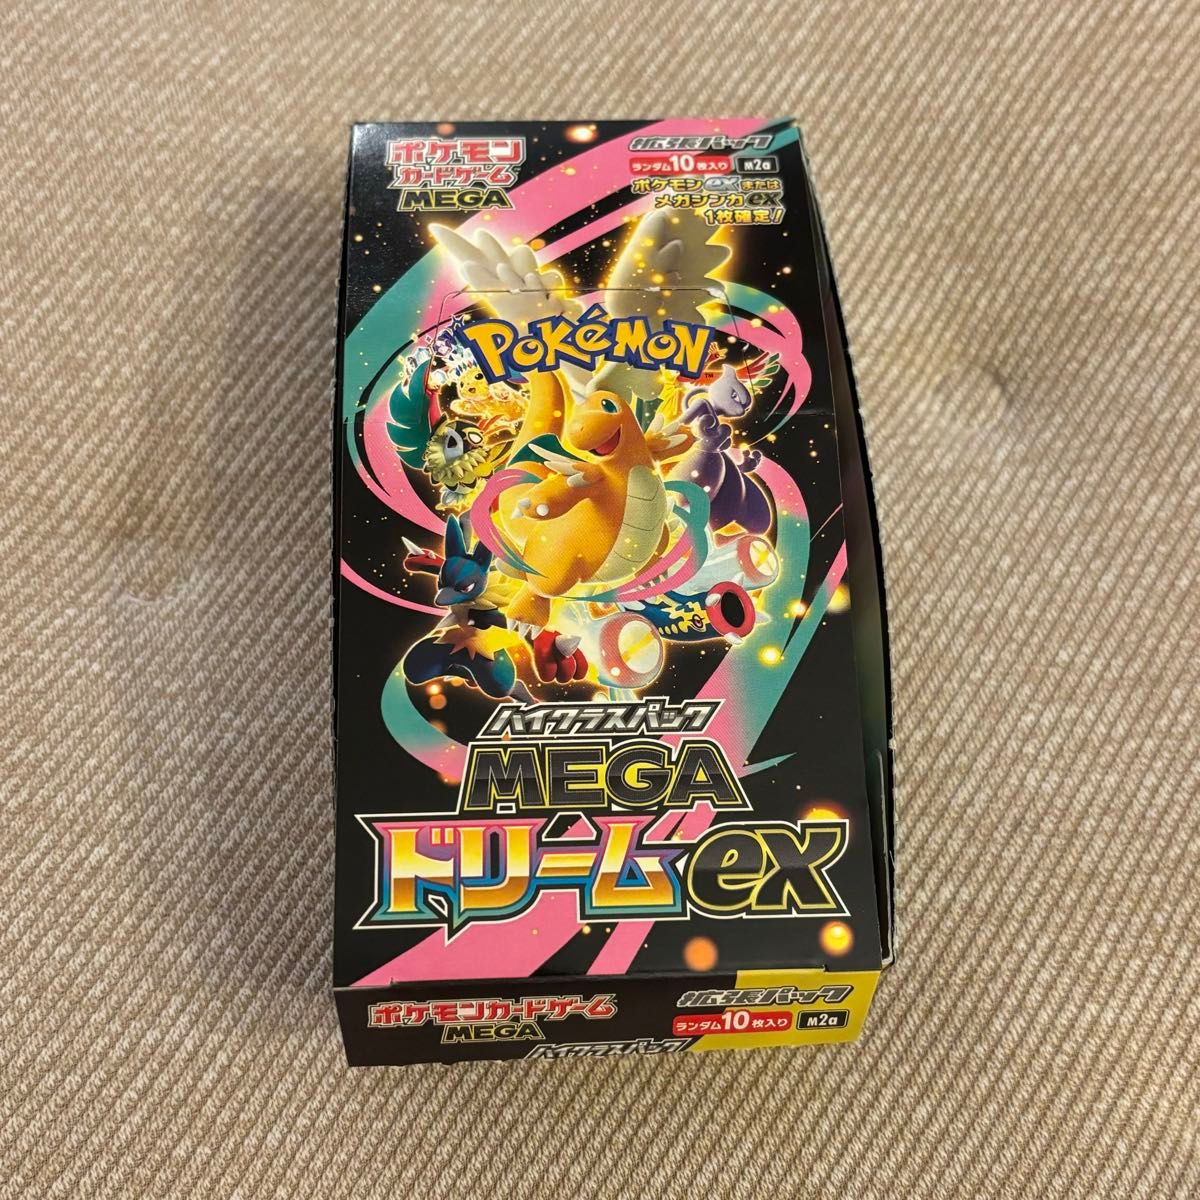 ポケモン
カードゲーム
MEGA
拡張パック
ランダム10枚入り M2a
ポケモンexまたは
メガシンカex
1枚確定!
POKÉMON
TM
ハイクラスパック
MEGA
ドリームex
ポケモンカードゲーム
MEGA
拡張パック
ランダム10枚入り M2a
ハイクラスパック